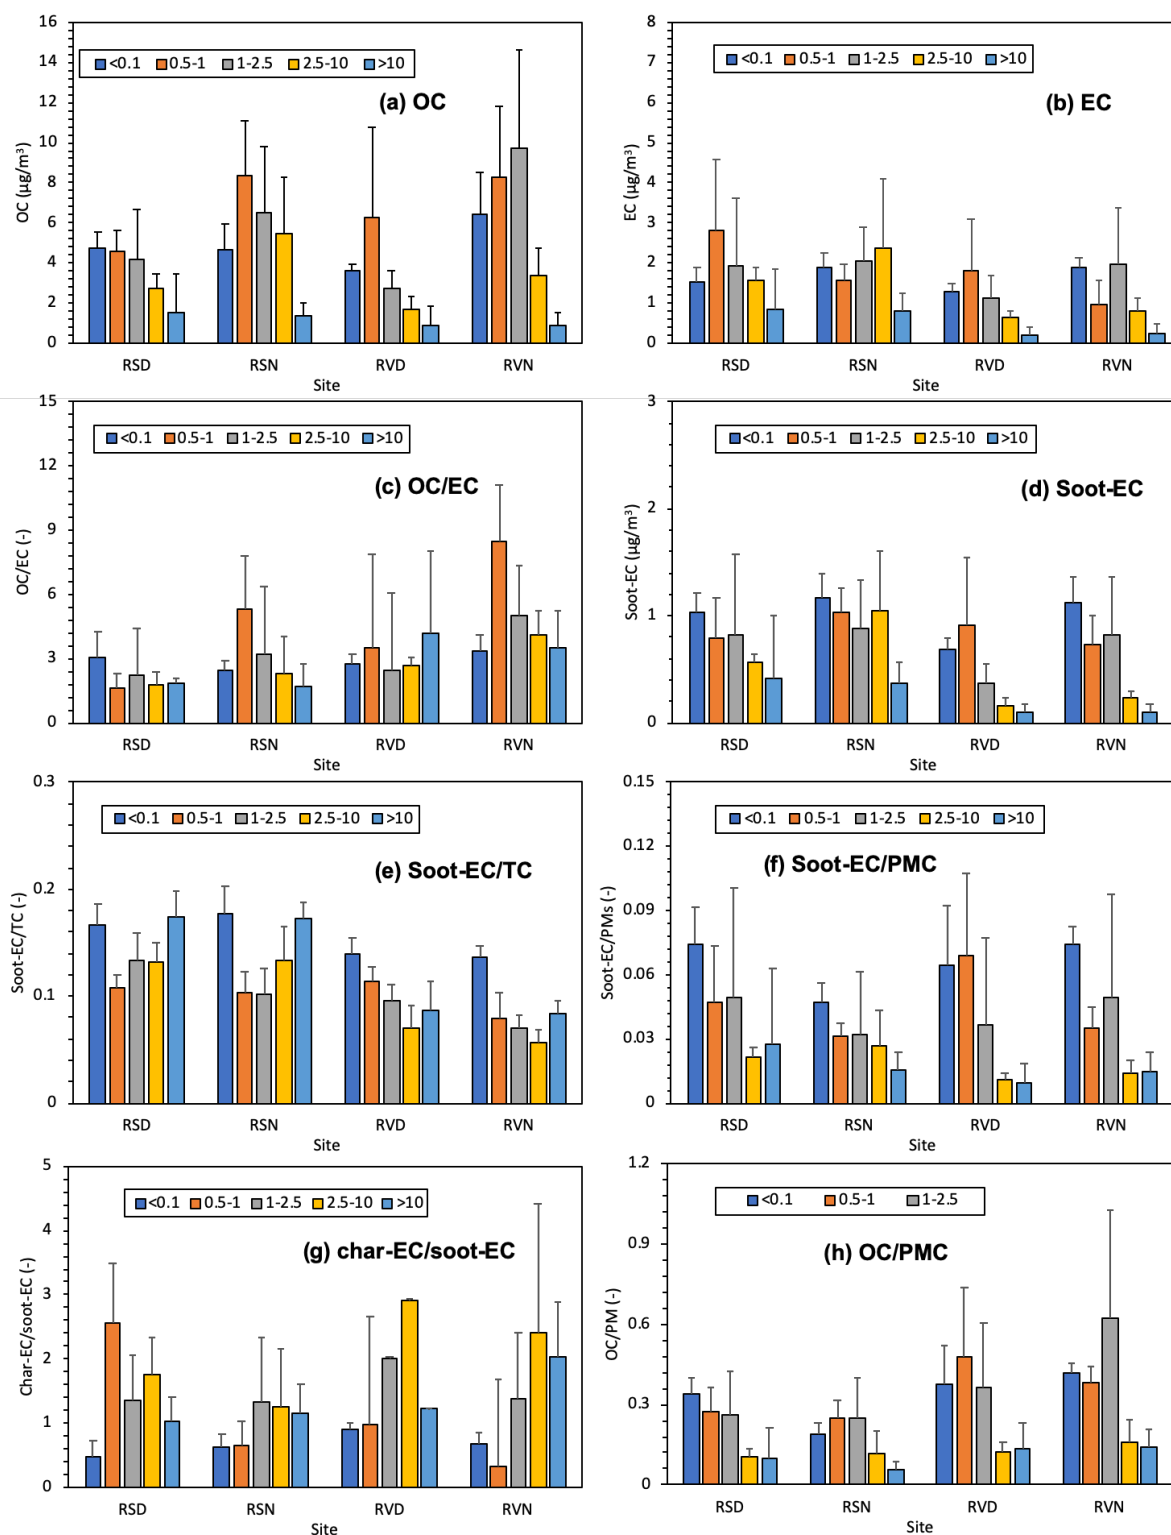 16
14
12
10
8
6
4
2
0
OC (µg/m³)
<0.1 0.5-1 1-2.5 2.5-10 >10
(a) OC
RSD RSN RVD RVN
Site
8
7
6
5
4
3
2
1
0
EC (µg/m³)
<0.1 0.5-1 1-2.5 2.5-10 >10
(b) EC
RSD RSN RVD RVN
Site
15
12
9
6
3
0
OC/EC (-)
<0.1 0.5-1 1-2.5 2.5-10 >10
(c) OC/EC
RSD RSN RVD RVN
Site
3
2
1
0
Soot-EC (µg/m³)
<0.1 0.5-1 1-2.5 2.5-10 >10
(d) Soot-EC
RSD RSN RVD RVN
Site
0.3
0.2
0.1
0
Soot-EC/TC (-)
<0.1 0.5-1 1-2.5 2.5-10 >10
(e) Soot-EC/TC
RSD RSN RVD RVN
Site
0.15
0.12
0.09
0.06
0.03
0
Soot-EC/PMs (-)
<0.1 0.5-1 1-2.5 2.5-10 >10
(f) Soot-EC/PMC
RSD RSN RVD RVN
Site
5
4
3
2
1
0
Char-EC/soot-EC (-)
<0.1 0.5-1 1-2.5 2.5-10 >10
(g) char-EC/soot-EC
RSD RSN RVD RVN
Site
1.2
0.9
0.6
0.3
0
OC/PM (-)
<0.1 0.5-1 1-2.5
(h) OC/PMC
RSD RSN RVD RVN
Site